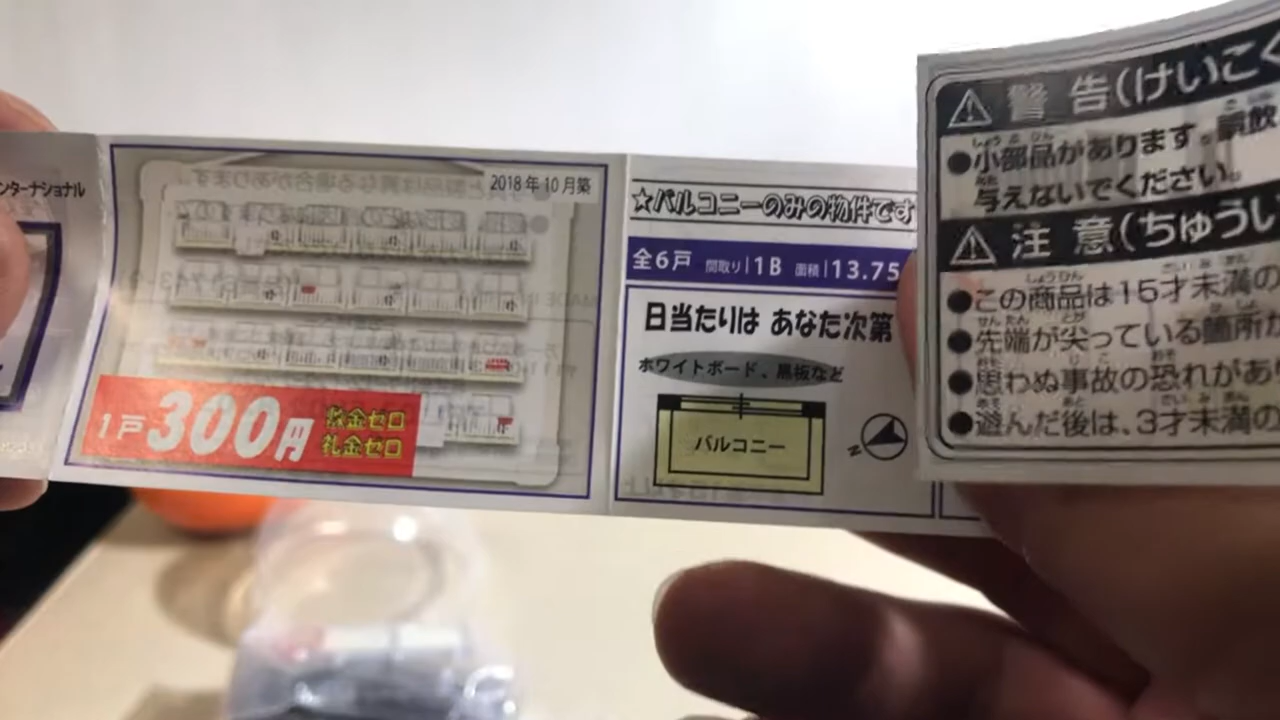 ンターナショナル
2018年10月築
1戸300円
敷金ゼロ
礼金ゼロ
☆バルコニーのみの物件です
全6戸 間取り|1B 面積|13.75
日当たりは あなた次第
ホワイトボード、黒板など
バルコニー
N
警告(けいこく
小部品があります。誤飲
与えないでください。
注意(ちゅうい
この商品は15才未満の
先端が尖っている箇所が
思わぬ事故の恐れがあり
遊んだ後は、3才未満の